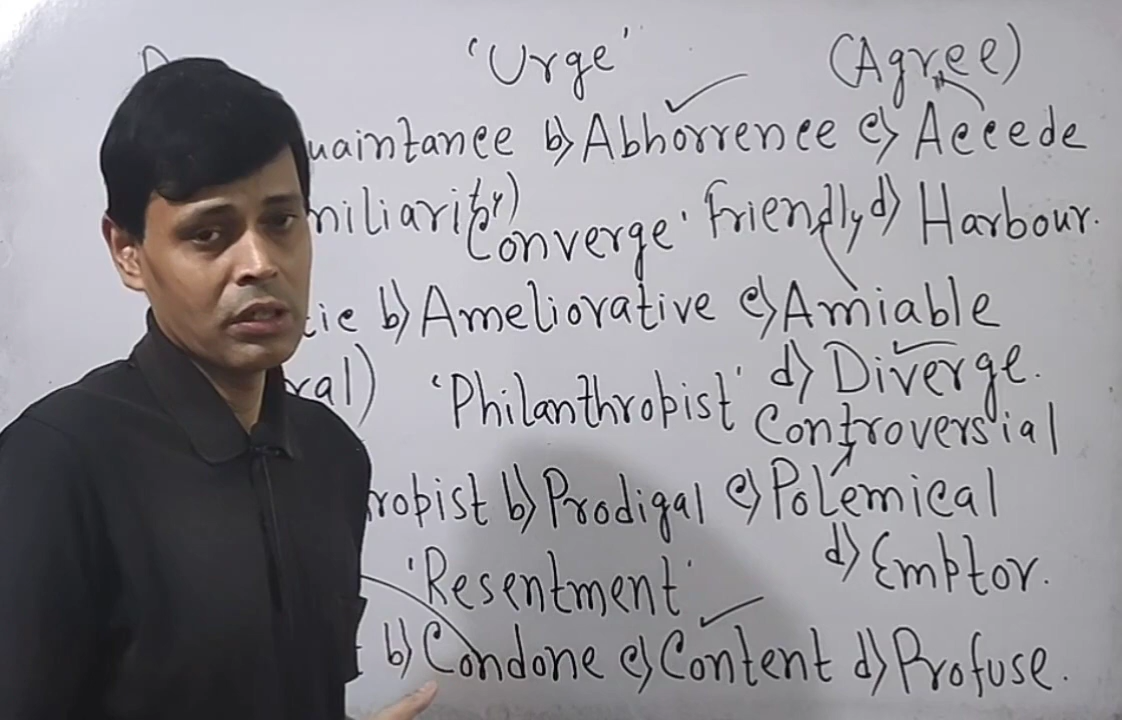 'Urge' (Agree)
uaintance b) Abhorrence c) Accede
miliarity) Friendly d) Harbour.
'Converge'
tic b) Ameliorative c) Amiable
ral) d) Diverge.
'Philanthropist' Controversial
ropist b) Prodigal c) Polemical
'Resentment' d) Emptor.
b) Condone c) Content d) Profuse.